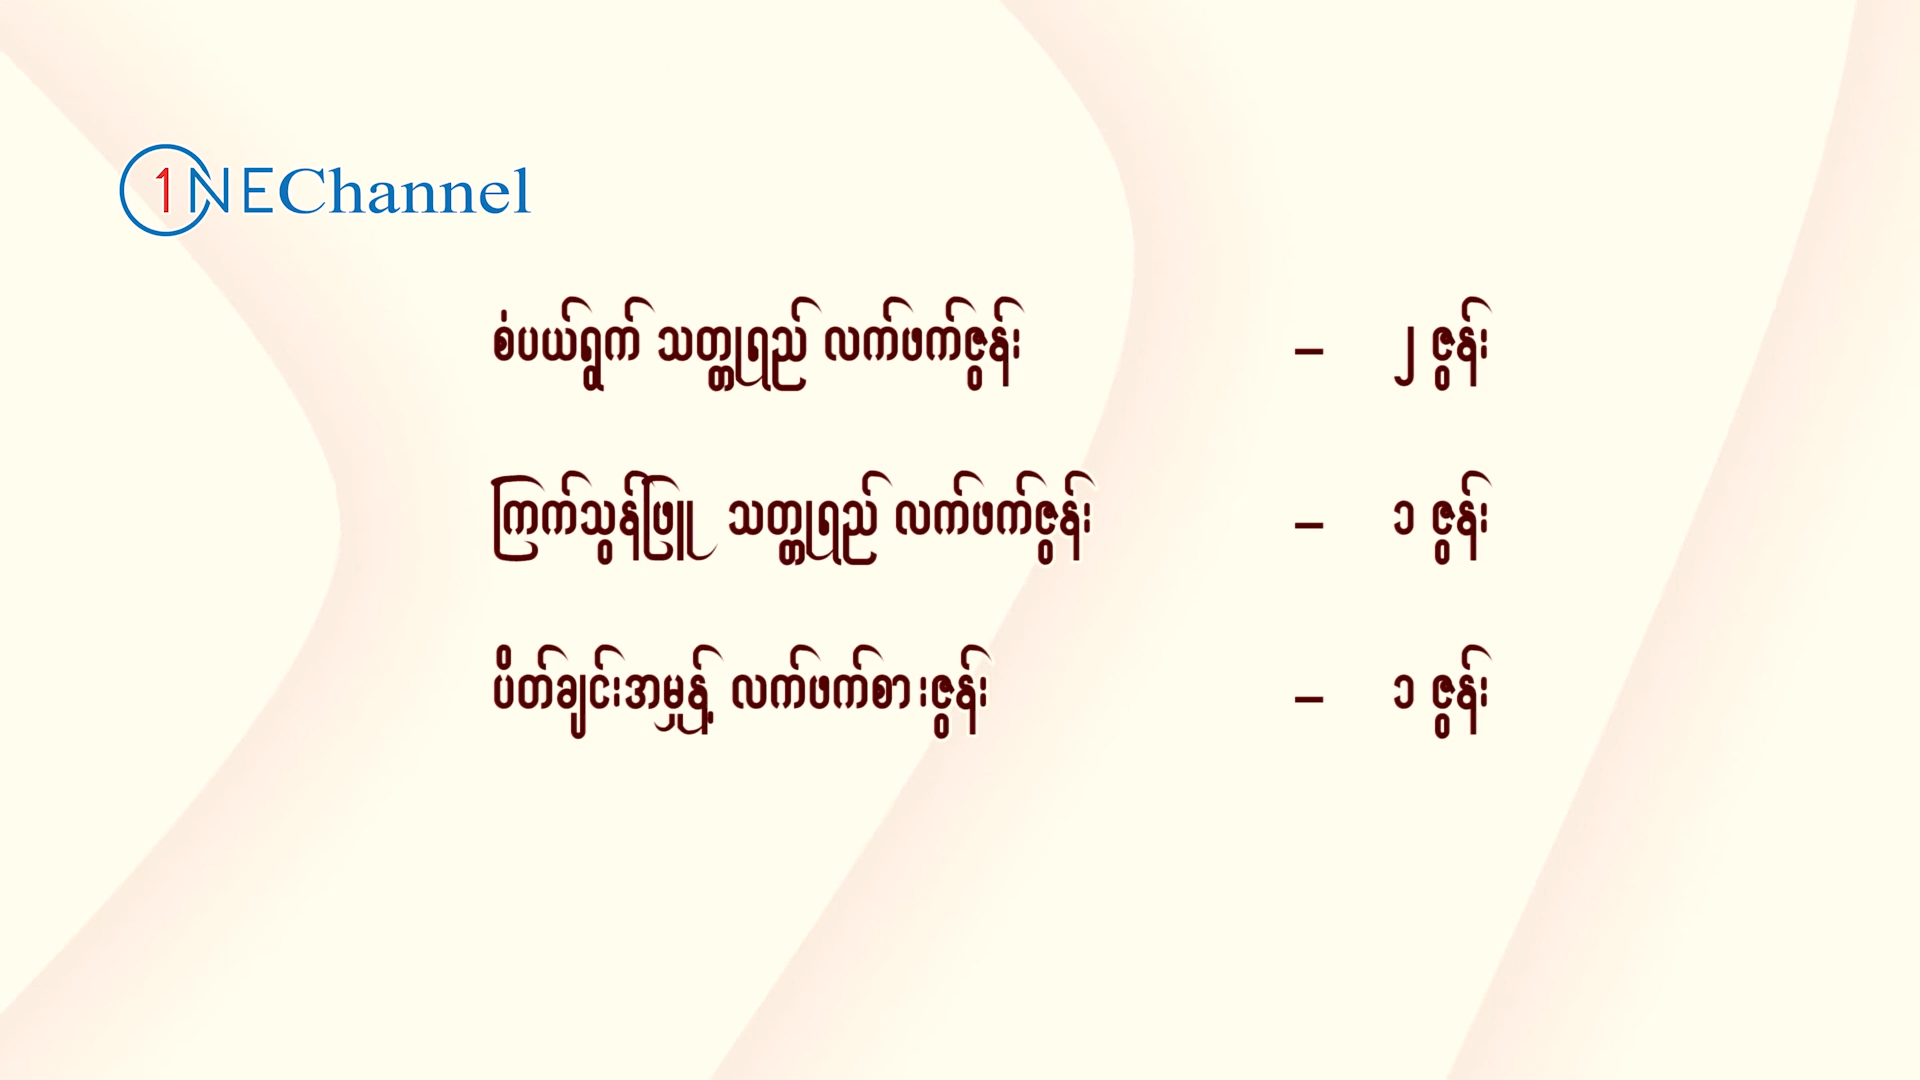 1NEChannel
စံပယ်ရွက် သတ္တုရည် လက်ဖက်ဇွန်း – ၂ ဇွန်း
ကြက်သွန်ဖြူ သတ္တုရည် လက်ဖက်ဇွန်း – ၁ ဇွန်း
ပိတ်ချင်းအမှုန့် လက်ဖက်စားဇွန်း – ၁ ဇွန်း